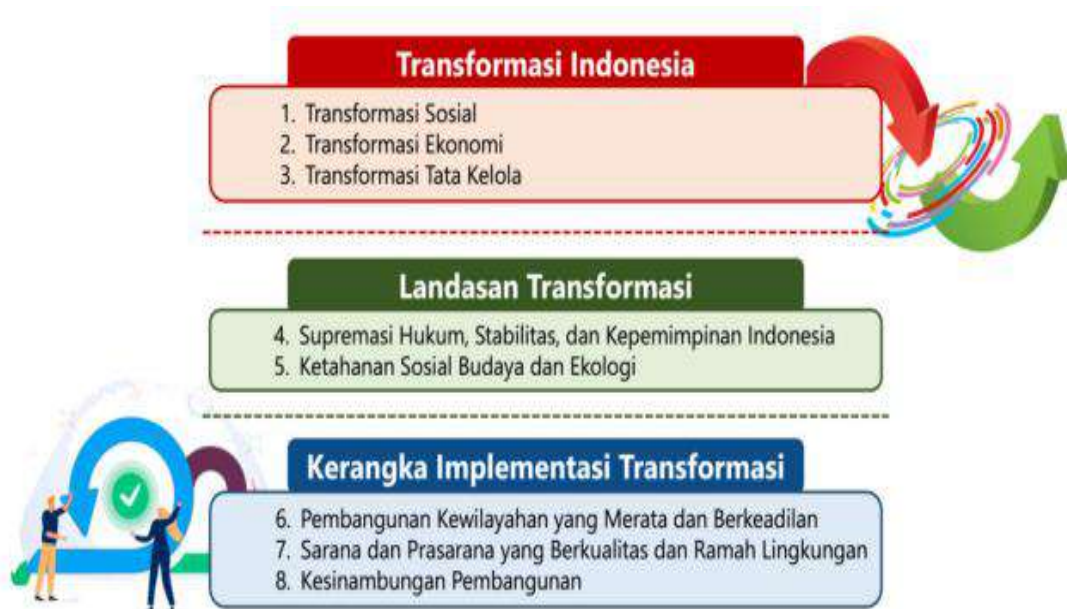 Transformasi Indonesia
1. Transformasi Sosial
2. Transformasi Ekonomi
3. Transformasi Tata Kelola
Landasan Transformasi
4. Supremasi Hukum, Stabilitas, dan Kepemimpinan Indonesia
5. Ketahanan Sosial Budaya dan Ekologi
Kerangka Implementasi Transformasi
6. Pembangunan Kewilayahan yang Merata dan Berkeadilan
7. Sarana dan Prasarana yang Berkualitas dan Ramah Lingkungan
8. Kesinambungan Pembangunan